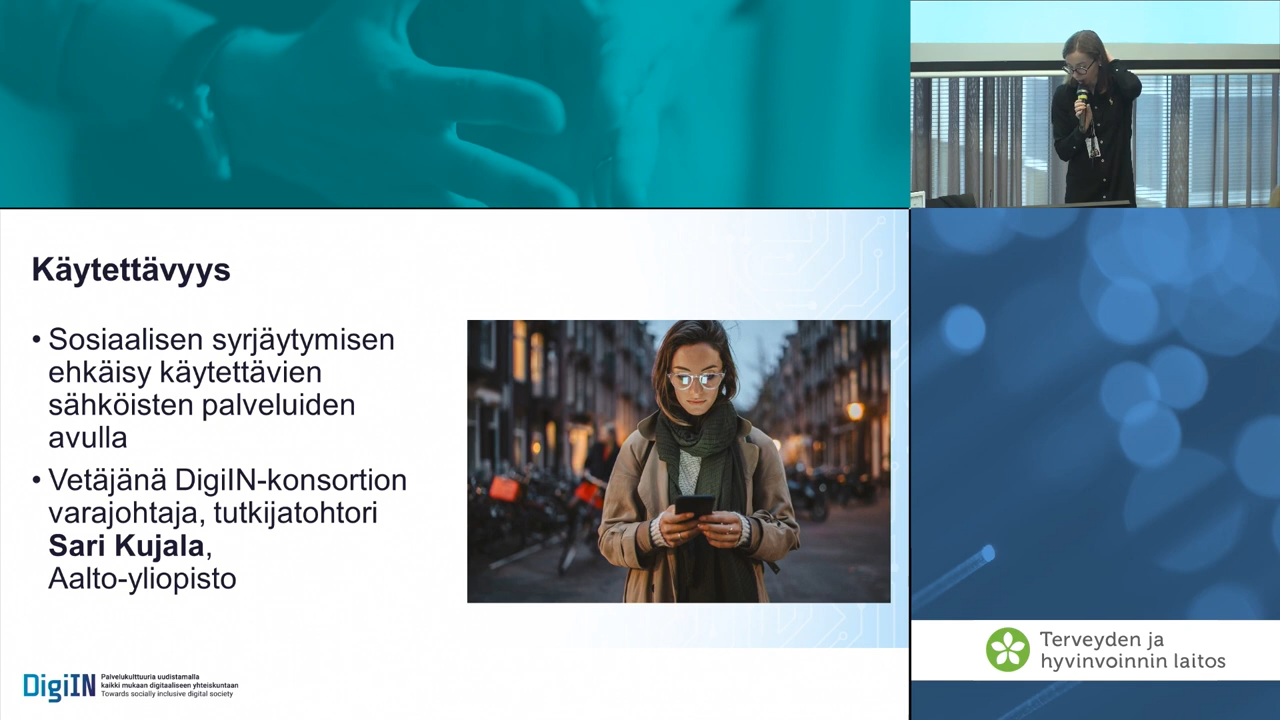 Käytettävyys
• Sosiaalisen syrjäytymisen
ehkäisy käytettävien
sähköisten palveluiden
avulla
• Vetäjänä DigiIN-konsortion
varajohtaja, tutkijatohtori
Sari Kujala,
Aalto-yliopisto
DigiIN
Palvelukulttuuria uudistamalla
kaikki mukaan digitaaliseen yhteiskuntaan
Towards socially inclusive digital society
Terveyden ja
hyvinvoinnin laitos